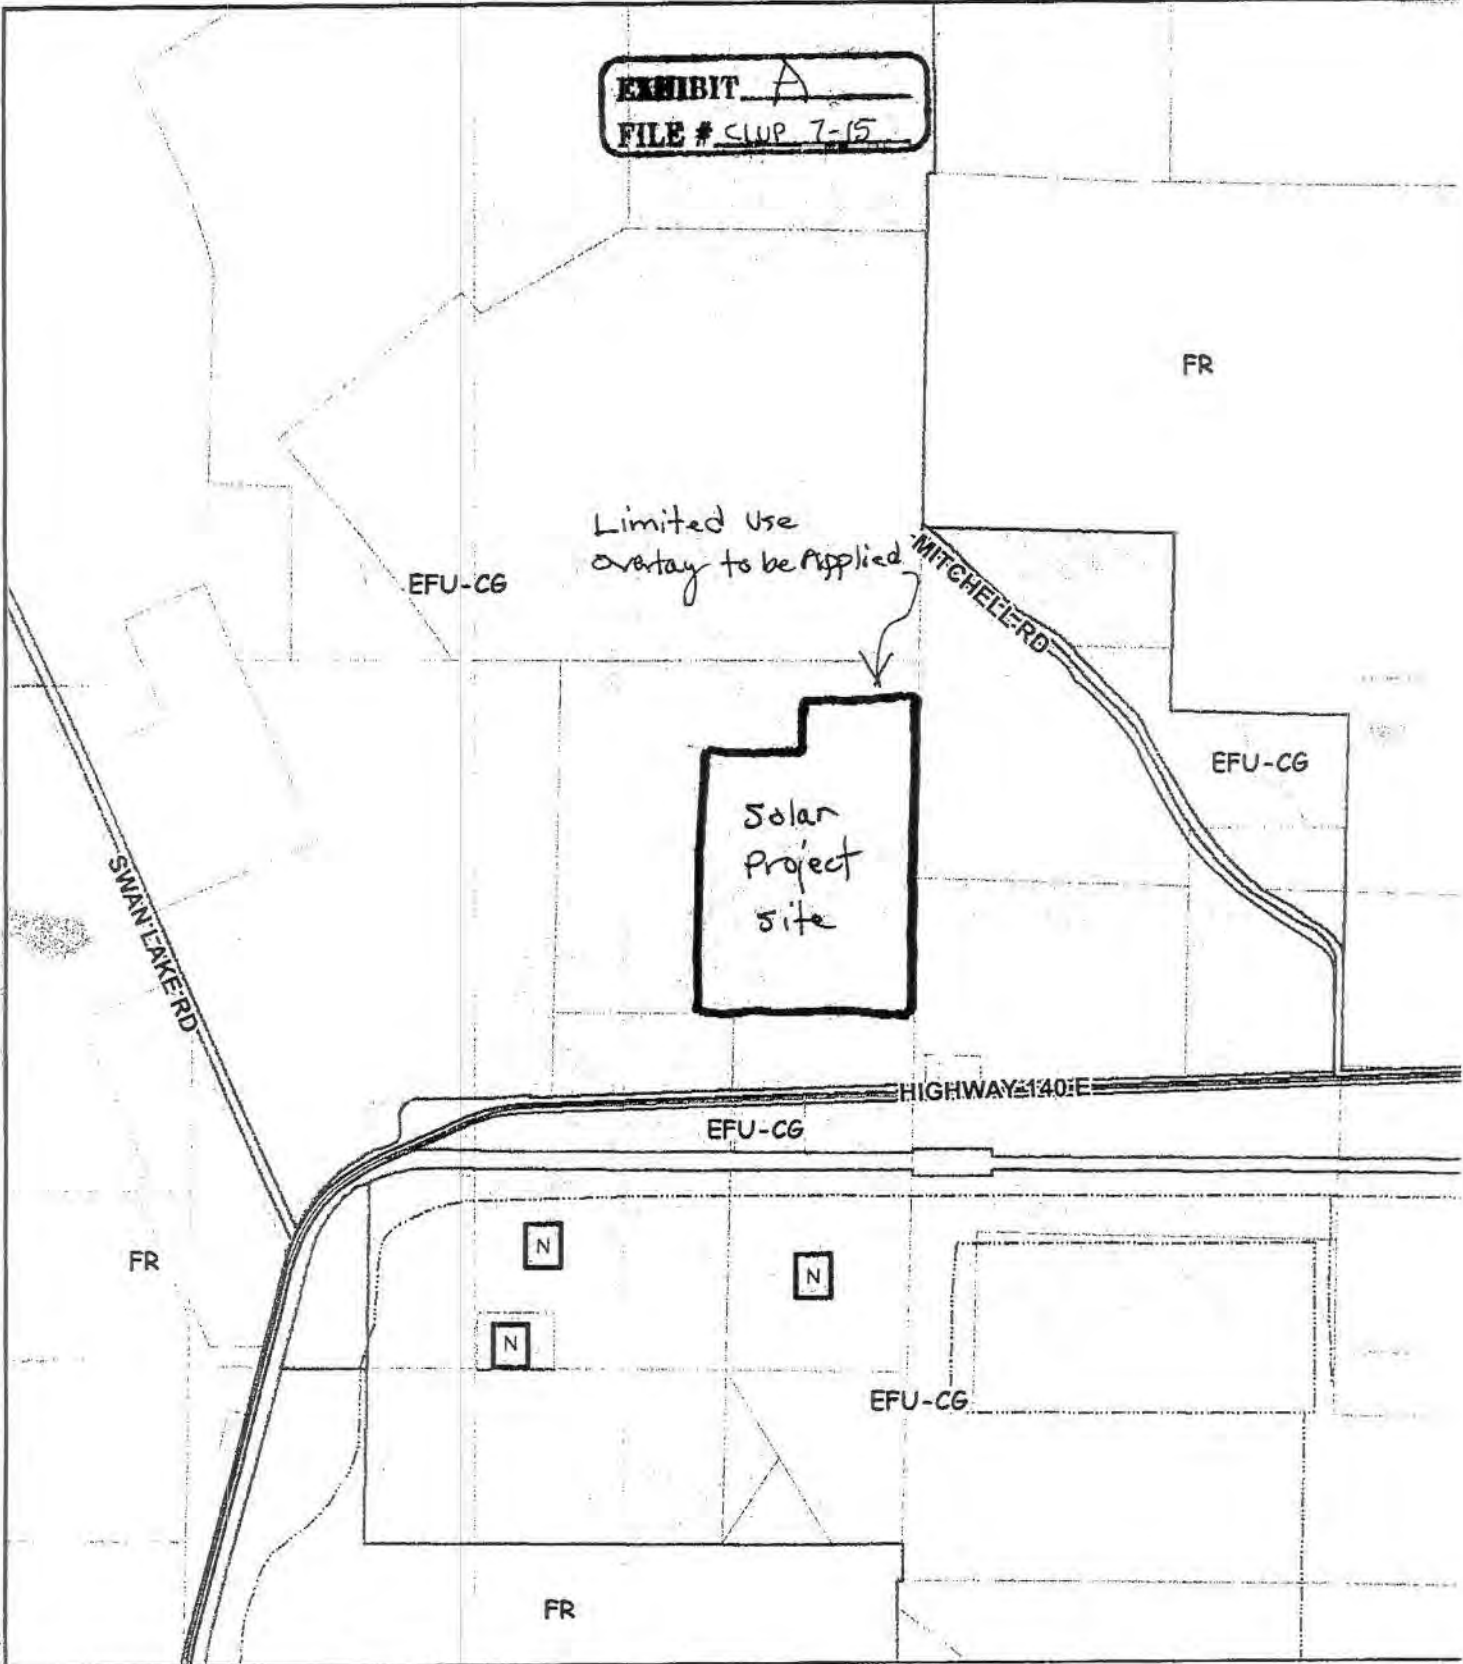 EXHIBIT A
FILE # CLUP 7-15
FR
Limited Use
Overlay to be Applied
MITCHELL RD
EFU-CG
EFU-CG
Solar
Project
Site
SWAN LAKE RD
HIGHWAY 140 E
EFU-CG
N
FR
N
N
EFU-CG
FR